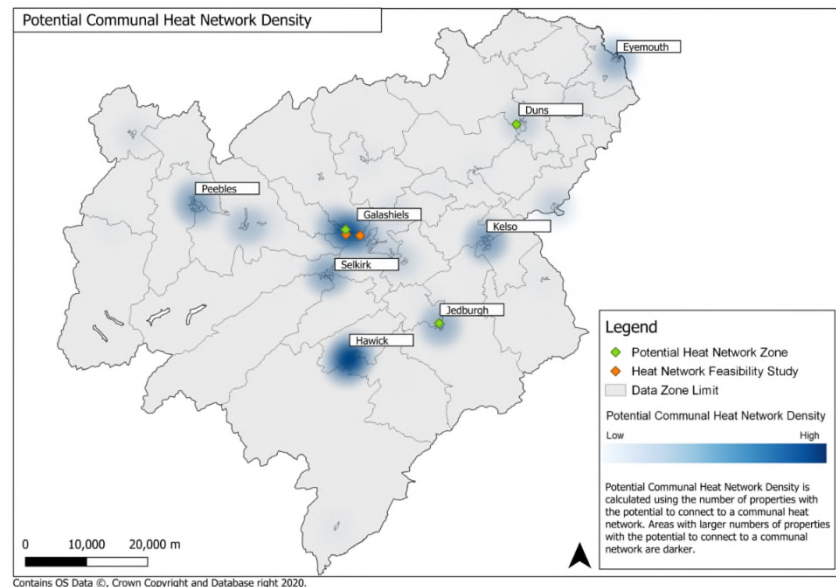 Potential Communal Heat Network Density
Eyemouth
Duns
Peebles
Galashiels
Kelso
Selkirk
Jedburgh
Hawick
Legend
Potential Heat Network Zone
Heat Network Feasibility Study
Data Zone Limit
Potential Communal Heat Network Density
Low High
Potential Communal Heat Network Density is
calculated using the number of properties with
the potential to connect to a communal heat
network. Areas with larger numbers of properties
with the potential to connect to a communal
network are darker.
0 10,000 20,000 m
Contains OS Data ©, Crown Copyright and Database right 2020.